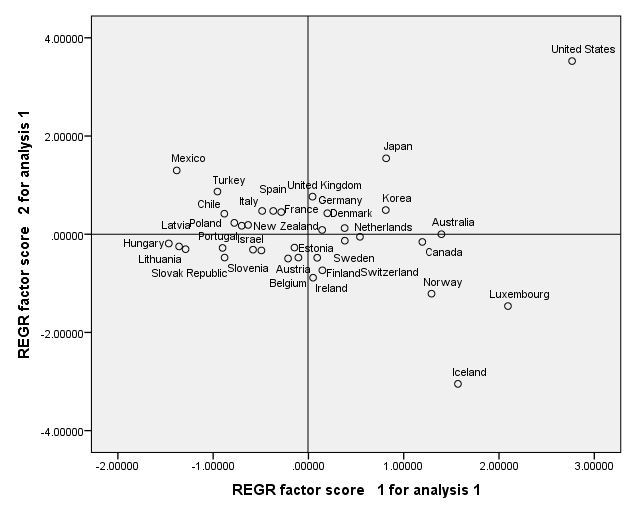 4.00000
United States
2.00000
Japan
Mexico
Turkey
Spain
United Kingdom
Chile
Italy
France
Germany
Korea
Denmark
Latvia
Poland
New Zealand
Netherlands
Australia
.00000
Hungary
Portugal
Israel
Estonia
Lithuania
Sweden
Canada
Slovak Republic
Slovenia
Austria
Finland
Switzerland
Belgium
Ireland
Norway
Luxembourg
-2.00000
Iceland
-4.00000
-2.00000 -1.00000 .00000 1.00000 2.00000 3.00000
REGR factor score 1 for analysis 1
REGR factor score 2 for analysis 1